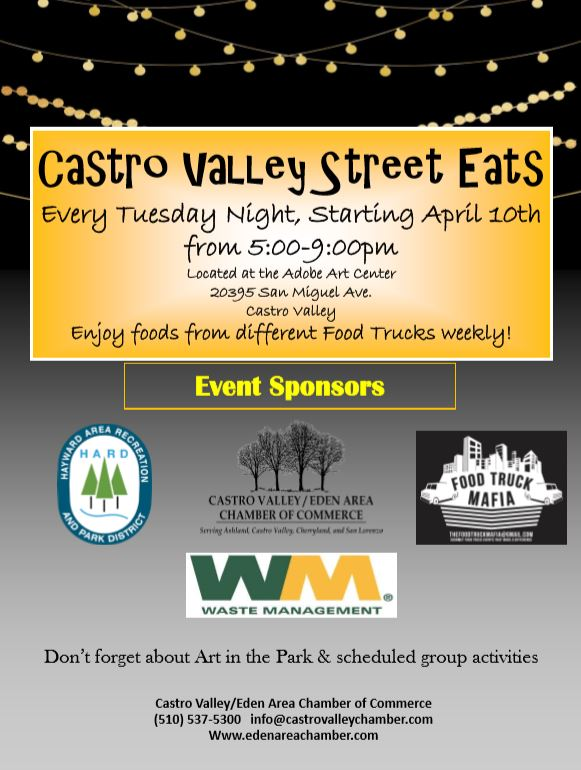 Castro Valley Street Eats
Every Tuesday Night, Starting April 10th
from 5:00-9:00pm
Located at the Adobe Art Center
20395 San Miguel Ave.
Castro Valley
Enjoy foods from different Food Trucks weekly!
Event Sponsors
HAYWARD AREA RECREATION
HARD
AND PARK DISTRICT
CASTRO VALLEY/EDEN AREA
CHAMBER OF COMMERCE
Serving Ashland, Castro Valley, Cherryland, and San Lorenzo
FOOD TRUCK
MAFIA
THEFOODTRUCKMAFIA@GMAIL.COM
WM®
WASTE MANAGEMENT
Don't forget about Art in the Park & scheduled group activities
Castro Valley/Eden Area Chamber of Commerce
(510) 537-5300 info@castrovalleychamber.com
Www.edenareachamber.com